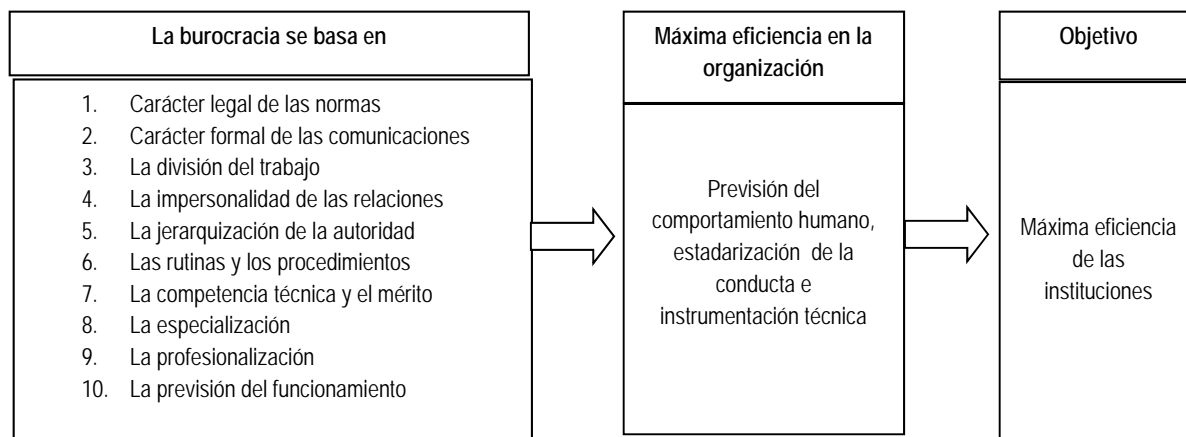 La burocracia se basa en
1. Carácter legal de las normas
2. Carácter formal de las comunicaciones
3. La división del trabajo
4. La impersonalidad de las relaciones
5. La jerarquización de la autoridad
6. Las rutinas y los procedimientos
7. La competencia técnica y el mérito
8. La especialización
9. La profesionalización
10. La previsión del funcionamiento
Máxima eficiencia en la
organización
Previsión del
comportamiento humano,
estadarización de la
conducta e
instrumentación técnica
Objetivo
Máxima eficiencia
de las
instituciones